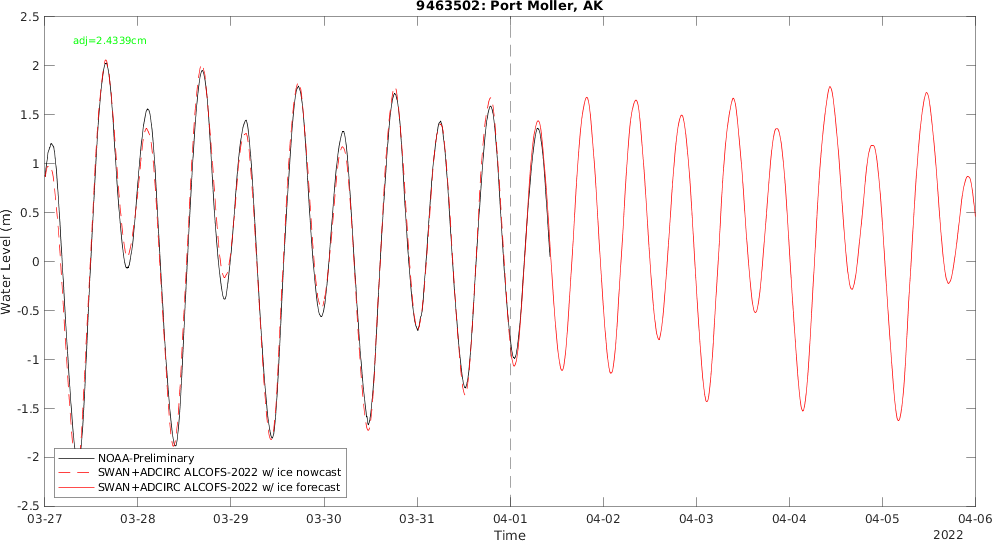 9463502: Port Moller, AK
adj=2.4339cm
2.5
2
1.5
1
0.5
0
-0.5
-1
-1.5
-2
-2.5
Water Level (m)
NOAA-Preliminary
SWAN+ADCIRC ALCOFS-2022 w/ ice nowcast
SWAN+ADCIRC ALCOFS-2022 w/ ice forecast
03-27 03-28 03-29 03-30 03-31 04-01 04-02 04-03 04-04 04-05 04-06
Time
2022